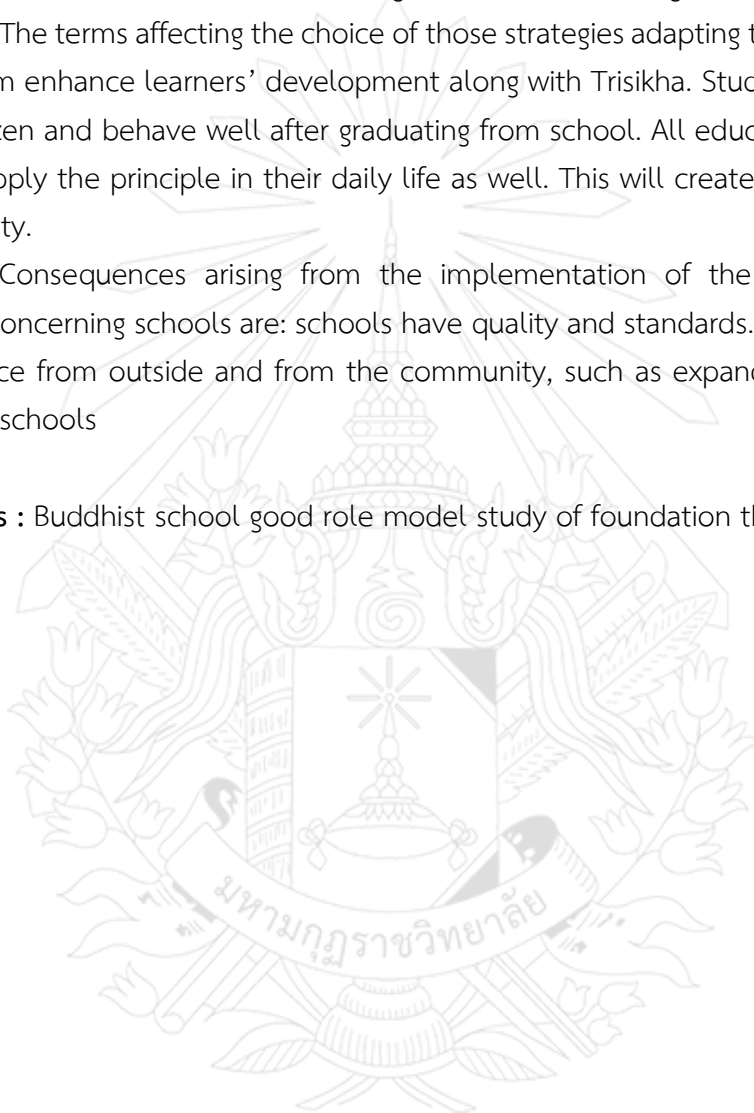 The terms affecting the choice of those strategies adapting t
m enhance learners' development along with Trisikha. Stud
zen and behave well after graduating from school. All educ
pply the principle in their daily life as well. This will create
ty.
Consequences arising from the implementation of the
oncerning schools are: schools have quality and standards.
ce from outside and from the community, such as expand
schools
s : Buddhist school good role model study of foundation th
มหามกุฏราชวิทยาลัย